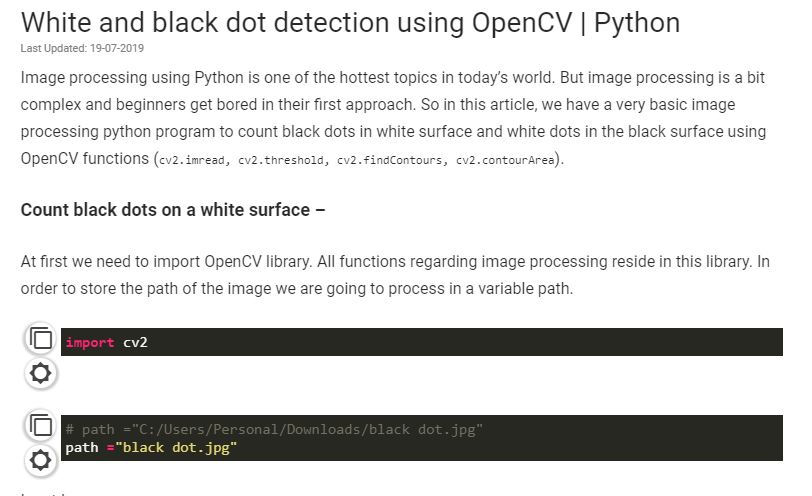 White and black dot detection using OpenCV | Python
Last Updated: 19-07-2019
Image processing using Python is one of the hottest topics in today's world. But image processing is a bit
complex and beginners get bored in their first approach. So in this article, we have a very basic image
processing python program to count black dots in white surface and white dots in the black surface using
OpenCV functions (cv2.imread, cv2.threshold, cv2.findContours, cv2.contourArea).
Count black dots on a white surface –
At first we need to import OpenCV library. All functions regarding image processing reside in this library. In
order to store the path of the image we are going to process in a variable path.
import cv2
# path ="C:/Users/Personal/Downloads/black dot.jpg"
path ="black dot.jpg"